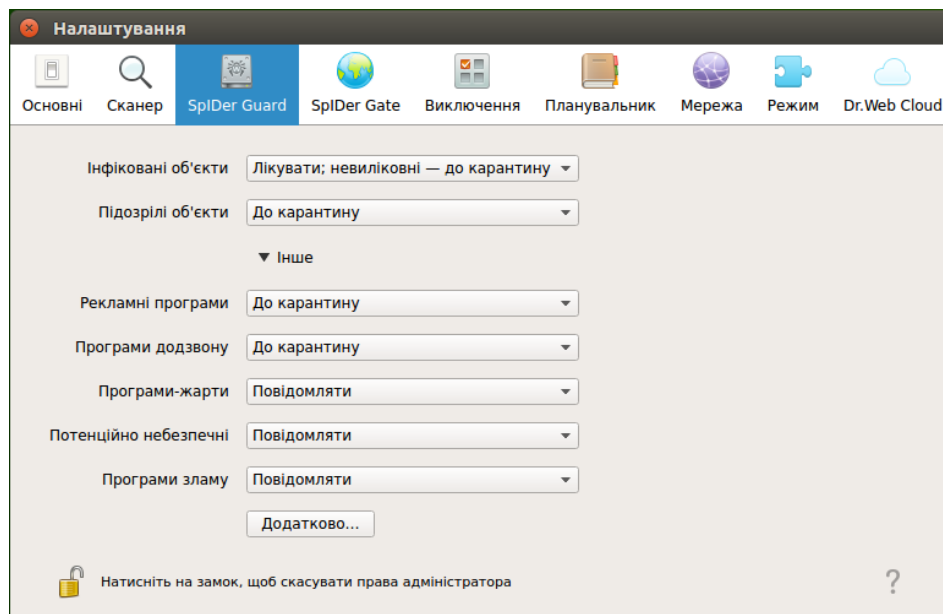 Налаштування
Основні Сканер SpIDer Guard SpIDer Gate Виключення Планувальник Мережа Режим Dr.Web Cloud
Інфіковані об'єкти Лікувати; невиліковні — до карантину
Підозрілі об'єкти До карантину
Інше
Рекламні програми До карантину
Програми додзвону До карантину
Програми-жарти Повідомляти
Потенційно небезпечні Повідомляти
Програми зламу Повідомляти
Додатково...
Натисніть на замок, щоб скасувати права адміністратора ?